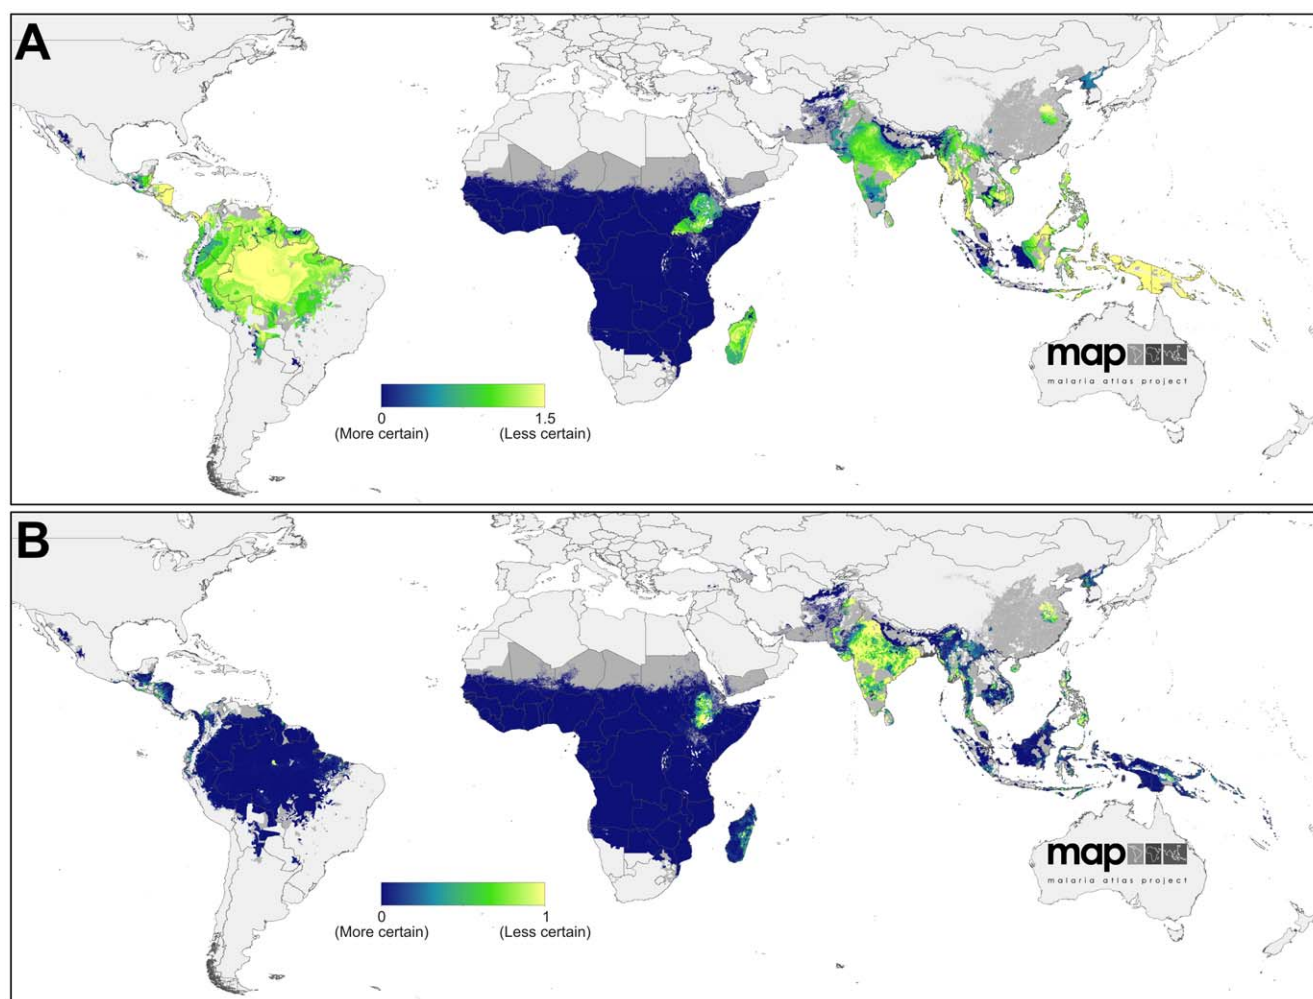 A
map
malaria atlas project
0
1.5
(More certain)
(Less certain)
B
map
malaria atlas project
0
1
(More certain)
(Less certain)